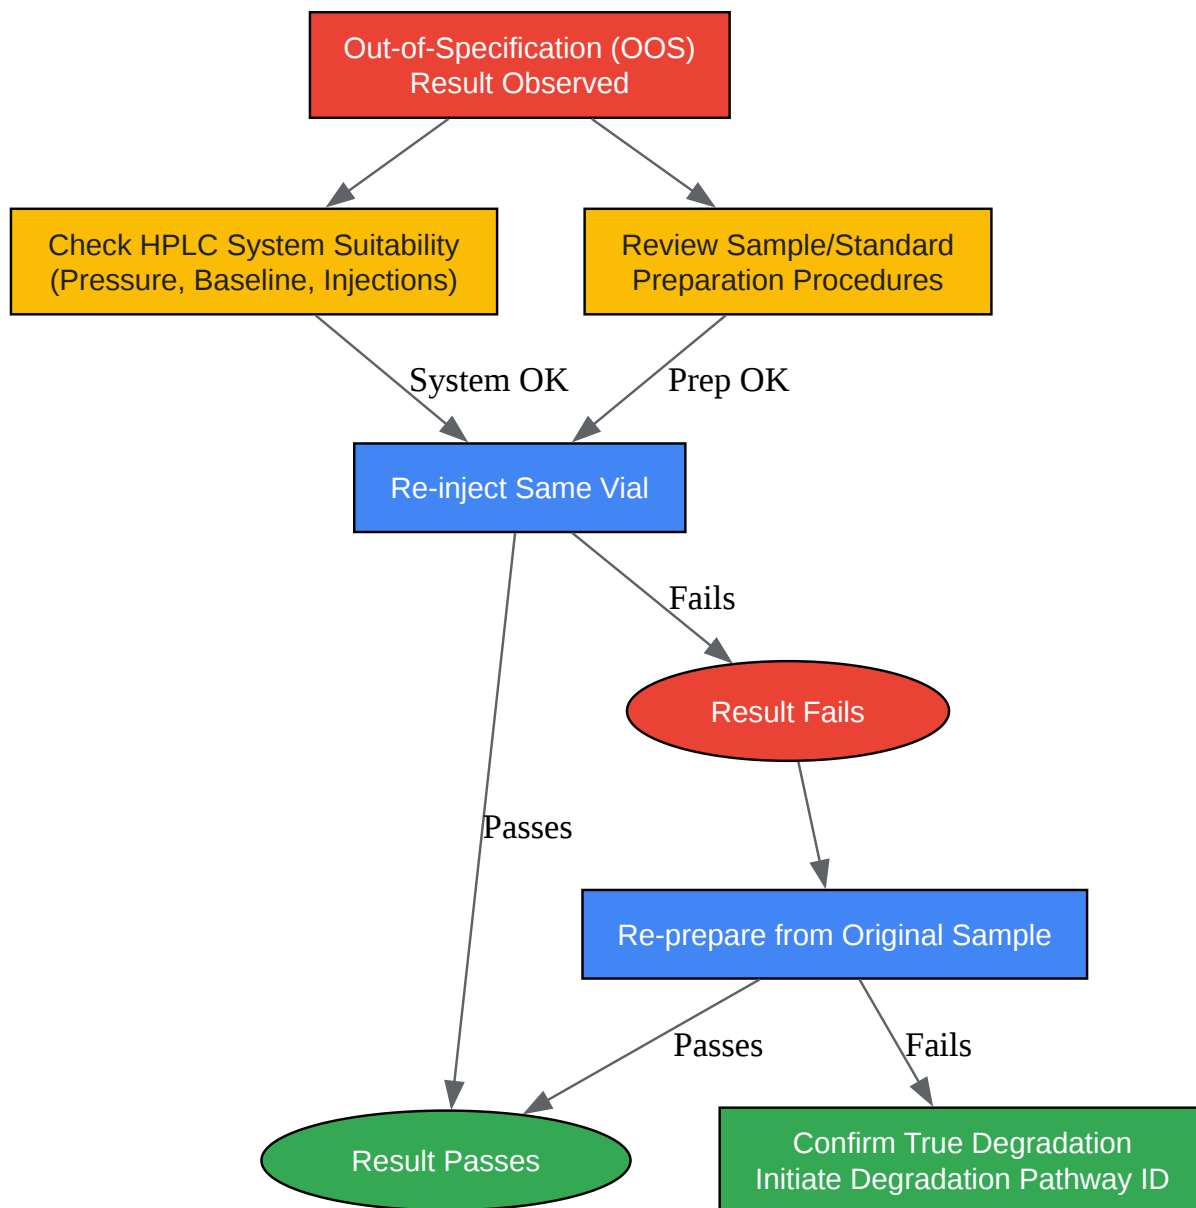 Out-of-Specification (OOS)
Result Observed
Check HPLC System Suitability
(Pressure, Baseline, Injections)
Review Sample/Standard
Preparation Procedures
System OK
Prep OK
Re-inject Same Vial
Fails
Result Fails
Passes
Re-prepare from Original Sample
Passes
Fails
Result Passes
Confirm True Degradation
Initiate Degradation Pathway ID